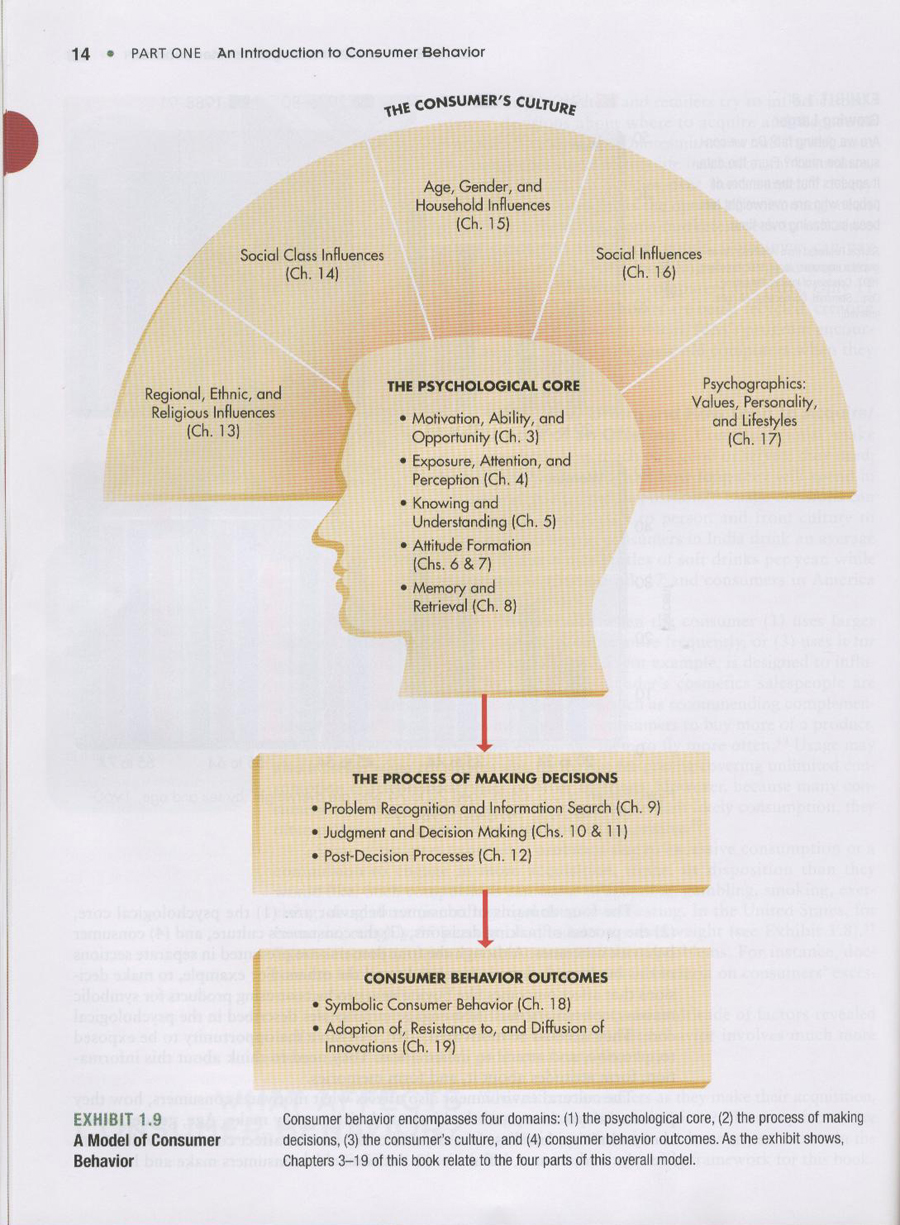 14 • PART ONE An Introduction to Consumer Behavior
THE CONSUMER'S CULTURE
Age, Gender, and
Household Influences
(Ch. 15)
Social Class Influences
(Ch. 14)
Social Influences
(Ch. 16)
Regional, Ethnic, and
Religious Influences
(Ch. 13)
Psychographics:
Values, Personality,
and Lifestyles
(Ch. 17)
THE PSYCHOLOGICAL CORE
• Motivation, Ability, and
Opportunity (Ch. 3)
• Exposure, Attention, and
Perception (Ch. 4)
• Knowing and
Understanding (Ch. 5)
• Attitude Formation
(Chs. 6 & 7)
• Memory and
Retrieval (Ch. 8)
THE PROCESS OF MAKING DECISIONS
• Problem Recognition and Information Search (Ch. 9)
• Judgment and Decision Making (Chs. 10 & 11)
• Post-Decision Processes (Ch. 12)
CONSUMER BEHAVIOR OUTCOMES
• Symbolic Consumer Behavior (Ch. 18)
• Adoption of, Resistance to, and Diffusion of
Innovations (Ch. 19)
EXHIBIT 1.9
A Model of Consumer
Behavior
Consumer behavior encompasses four domains: (1) the psychological core, (2) the process of making
decisions, (3) the consumer's culture, and (4) consumer behavior outcomes. As the exhibit shows,
Chapters 3–19 of this book relate to the four parts of this overall model.